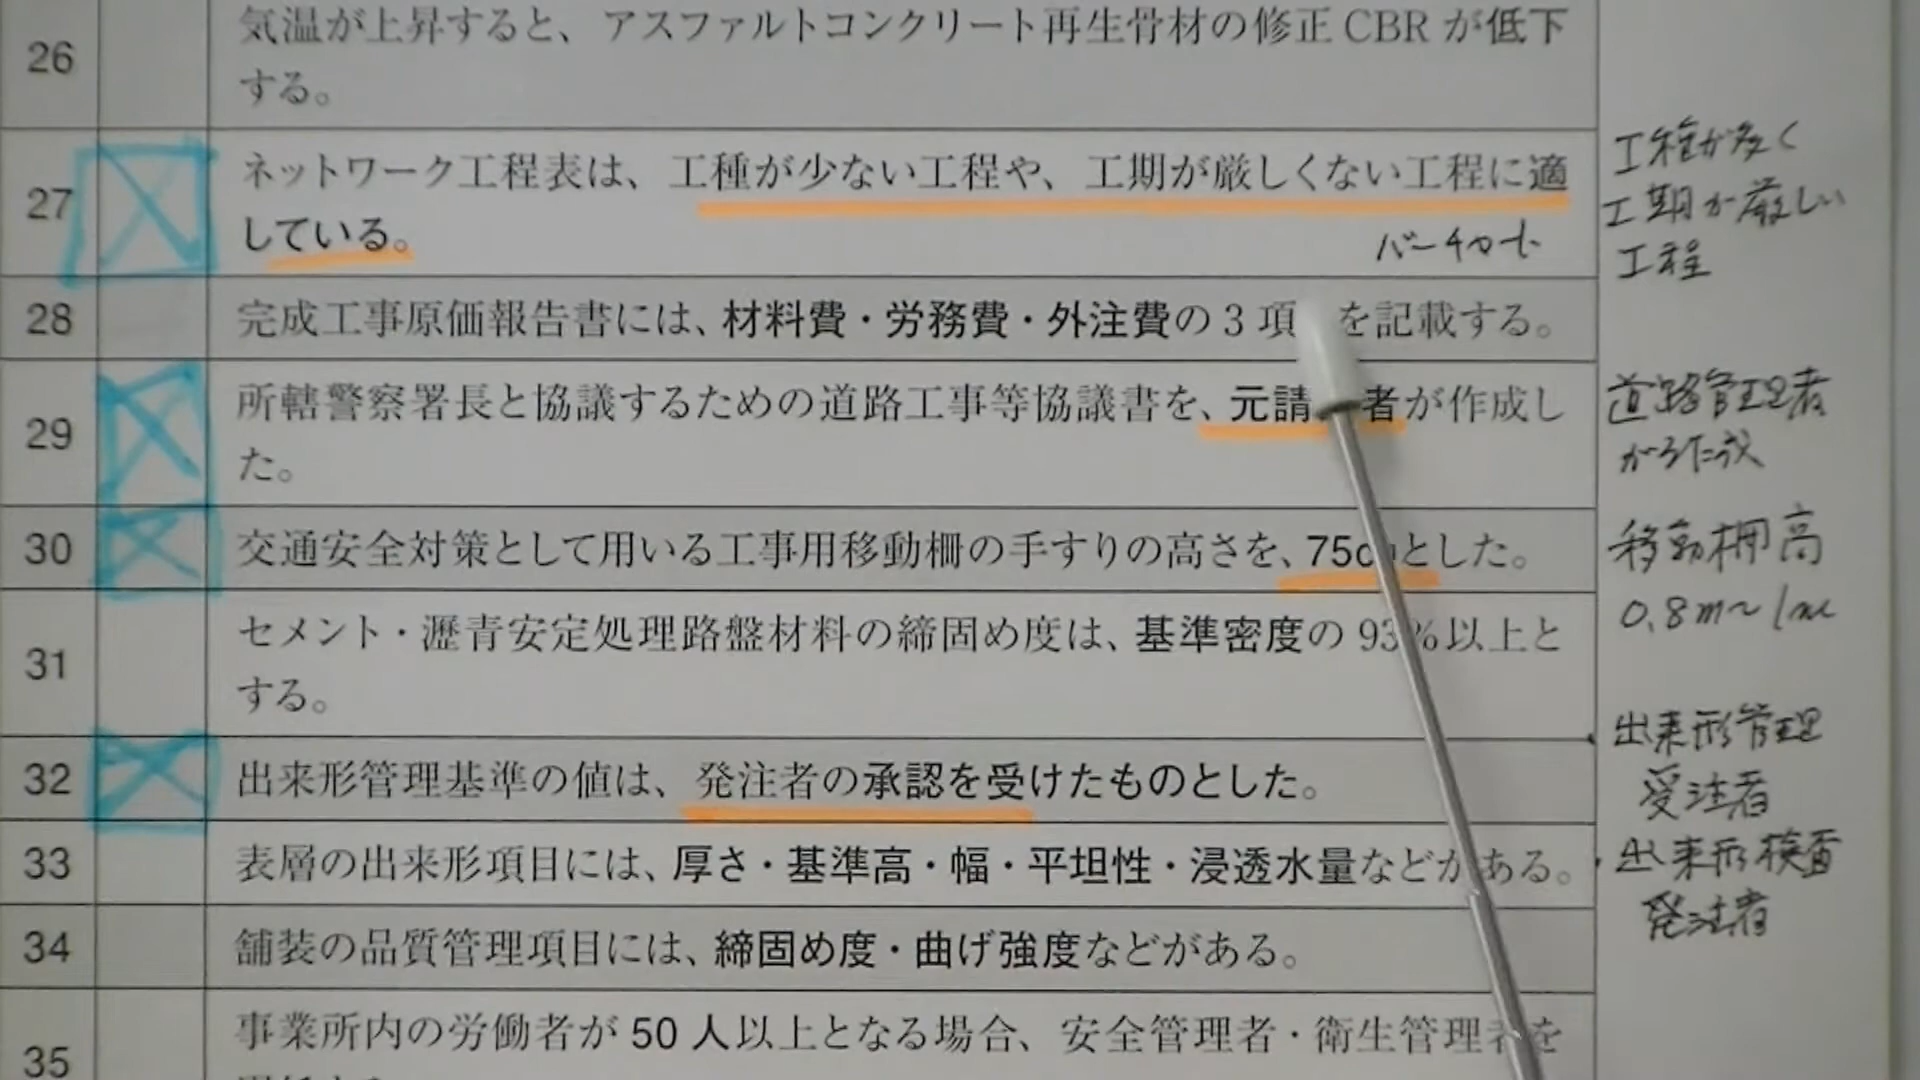 26
気温が上昇すると、アスファルトコンクリート再生骨材の修正CBRが低下
する。
27
ネットワーク工程表は、工種が少ない工程や、工期が厳しくない工程に適
している。
バーチャート
工種が多く
工期が厳しい
工程
28
完成工事原価報告書には、材料費・労務費・外注費の3項 を記載する。
29
所轄警察署長と協議するための道路工事等協議書を、元請 者が作成し
た。
道路管理者
が作成
30
交通安全対策として用いる工事用移動柵の手すりの高さを、75cmとした。
移動柵高
0.8m〜1m
31
セメント・瀝青安定処理路盤材料の締固め度は、基準密度の93%以上と
する。
32
出来形管理基準の値は、発注者の承認を受けたものとした。
・出来形管理
受注者
33
表層の出来形項目には、厚さ・基準高・幅・平坦性・浸透水量などがある。
・出来形検査
発注者
34
舗装の品質管理項目には、締固め度・曲げ強度などがある。
35
事業所内の労働者が50人以上となる場合、安全管理者・衛生管理者を